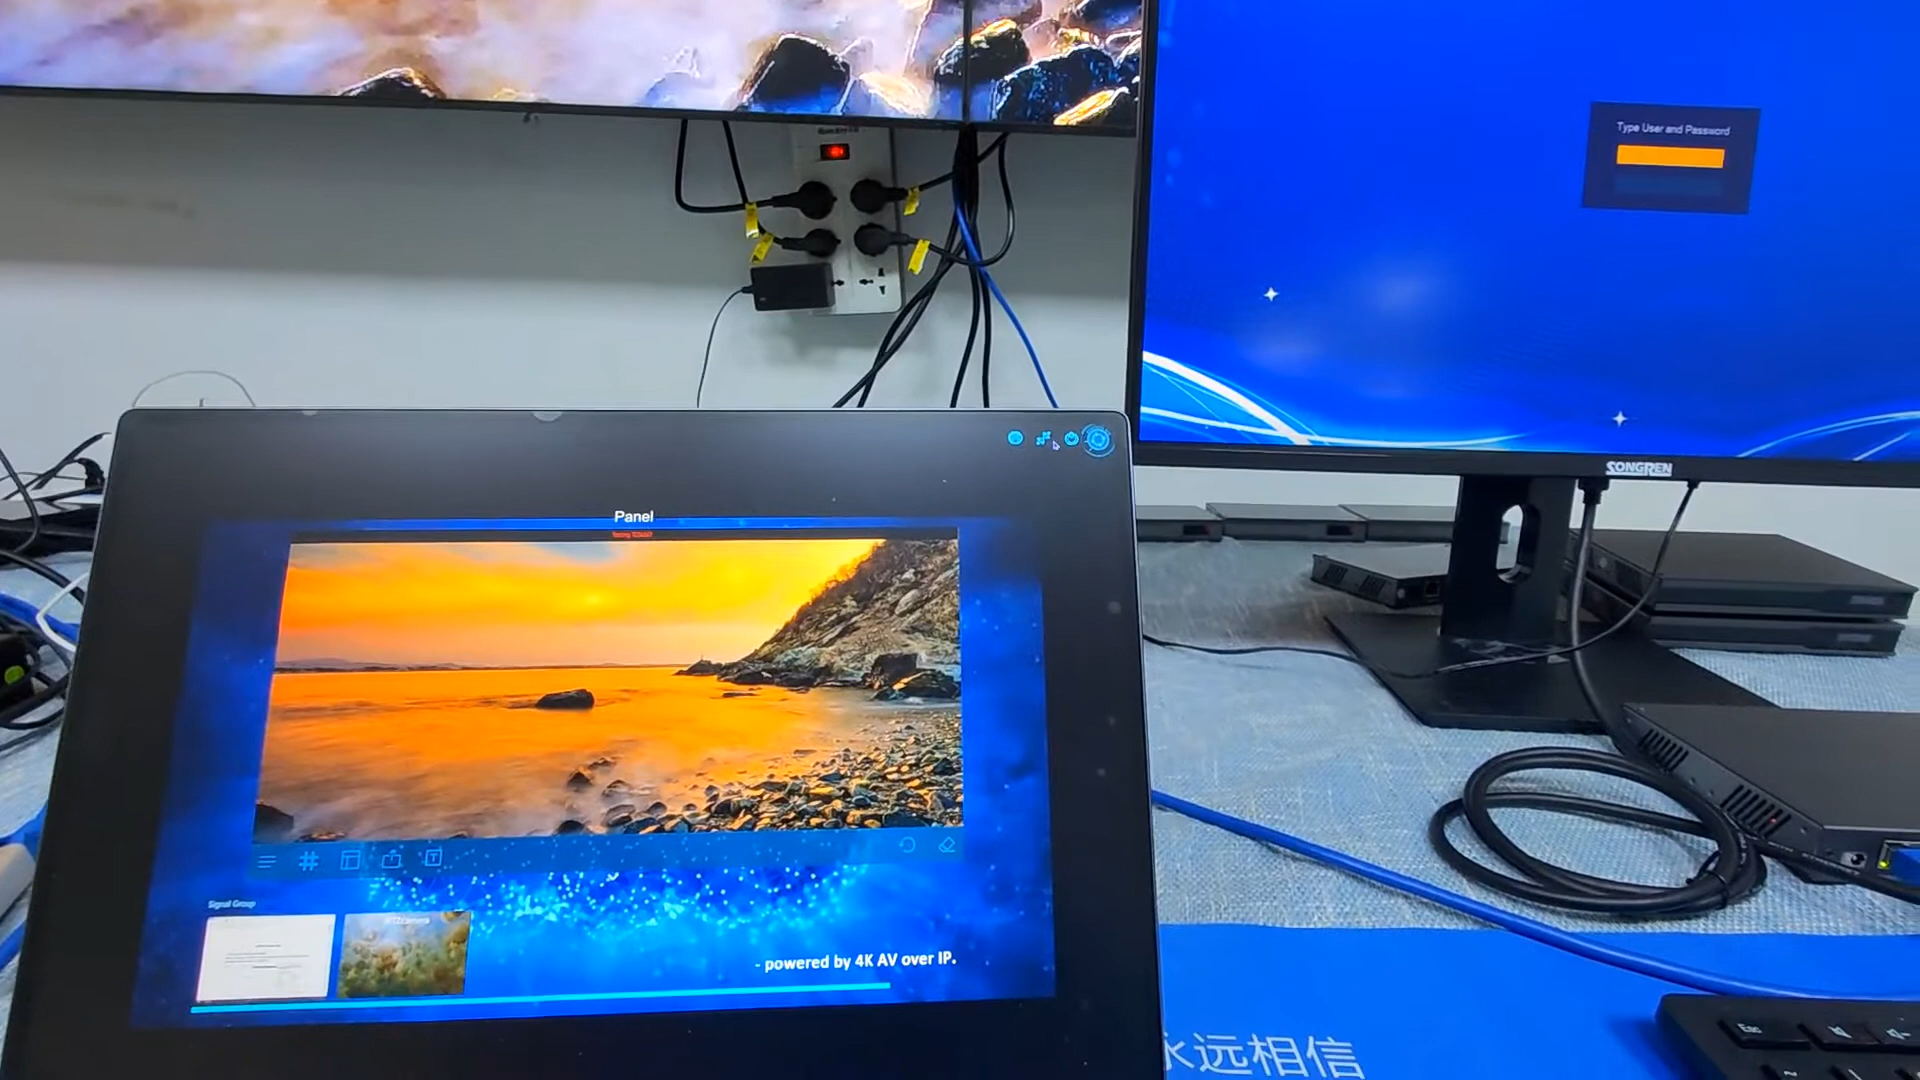 Type User and Password
SONGREN
Panel
Signal Group
- powered by 4K AV over IP.
永远相信
Esc